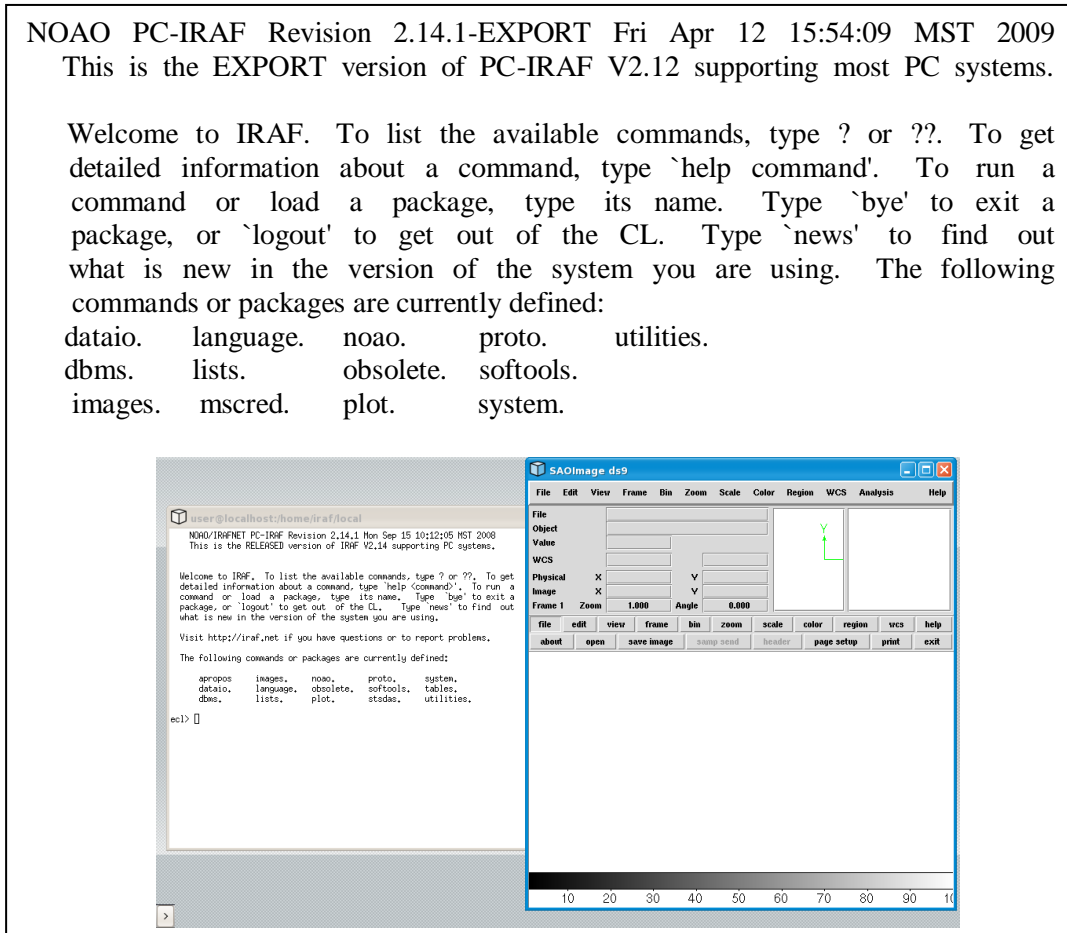 NOAO PC-IRAF Revision 2.14.1-EXPORT Fri Apr 12 15:54:09 MST 2009
This is the EXPORT version of PC-IRAF V2.12 supporting most PC systems.
Welcome to IRAF. To list the available commands, type ? or ??. To get
detailed information about a command, type `help command'. To run a
command or load a package, type its name. Type `bye' to exit a
package, or `logout' to get out of the CL. Type `news' to find out
what is new in the version of the system you are using. The following
commands or packages are currently defined:
dataio. language. noao. proto. utilities.
dbms. lists. obsolete. softools.
images. mscred. plot. system.
user@localhost:/home/iraf/local
NOAO/IRAFNET PC-IRAF Revision 2.14.1 Mon Sep 15 10:12:05 MST 2008
This is the RELEASED version of IRAF V2.14 supporting PC systems.
Welcome to IRAF. To list the available commands, type ? or ??. To get
detailed information about a command, type `help <command>'. To run a
command or load a package, type its name. Type `bye' to exit a
package, or `logout' to get out of the CL. Type `news' to find out
what is new in the version of the system you are using.
Visit http://iraf.net if you have questions or to report problems.
The following commands or packages are currently defined:
apropos images. noao. proto. system.
dataio. language. obsolete. softools. tables.
dbms. lists. plot. stsdas. utilities.
ecl>
SAOImage ds9
File Edit View Frame Bin Zoom Scale Color Region WCS Analysis Help
File
Object
Value
WCS
Physical X Y
Image X Y
Frame 1 Zoom 1.000 Angle 0.000
Y
file edit view frame bin zoom scale color region wcs help
about open save image samp send header page setup print exit
10 20 30 40 50 60 70 80 90 10
>